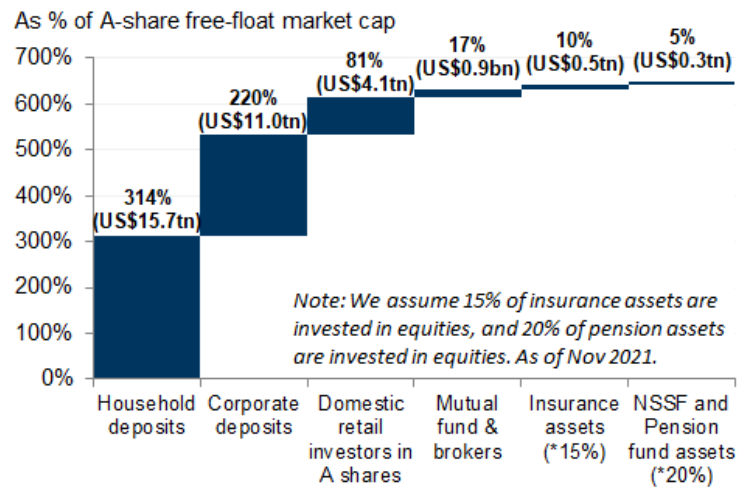 As % of A-share free-float market cap
700%
600%
500%
400%
300%
200%
100%
0%
314%
(US$15.7tn)
220%
(US$11.0tn)
81%
(US$4.1tn)
17%
(US$0.9bn)
10%
(US$0.5tn)
5%
(US$0.3tn)
Note: We assume 15% of insurance assets are
invested in equities, and 20% of pension assets
are invested in equities. As of Nov 2021.
Household
deposits
Corporate
deposits
Domestic
retail
investors in
A shares
Mutual
fund &
brokers
Insurance
assets
(*15%)
NSSF and
Pension
fund assets
(*20%)